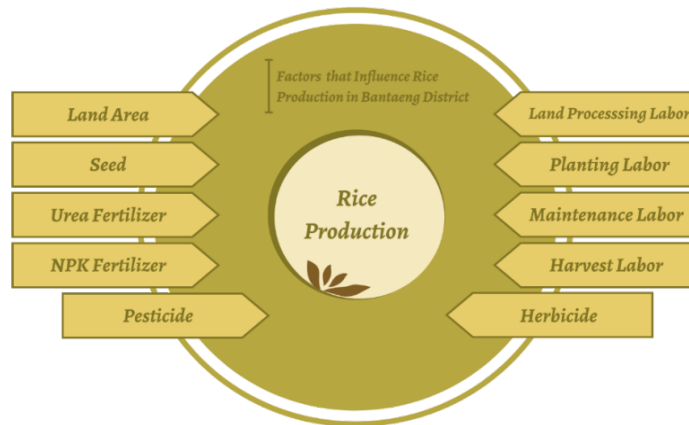 Factors that Influence Rice
Production in Bantaeng District
Land Area
Seed
Urea Fertilizer
NPK Fertilizer
Pesticide
Rice
Production
Land Processsing Labor
Planting Labor
Maintenance Labor
Harvest Labor
Herbicide